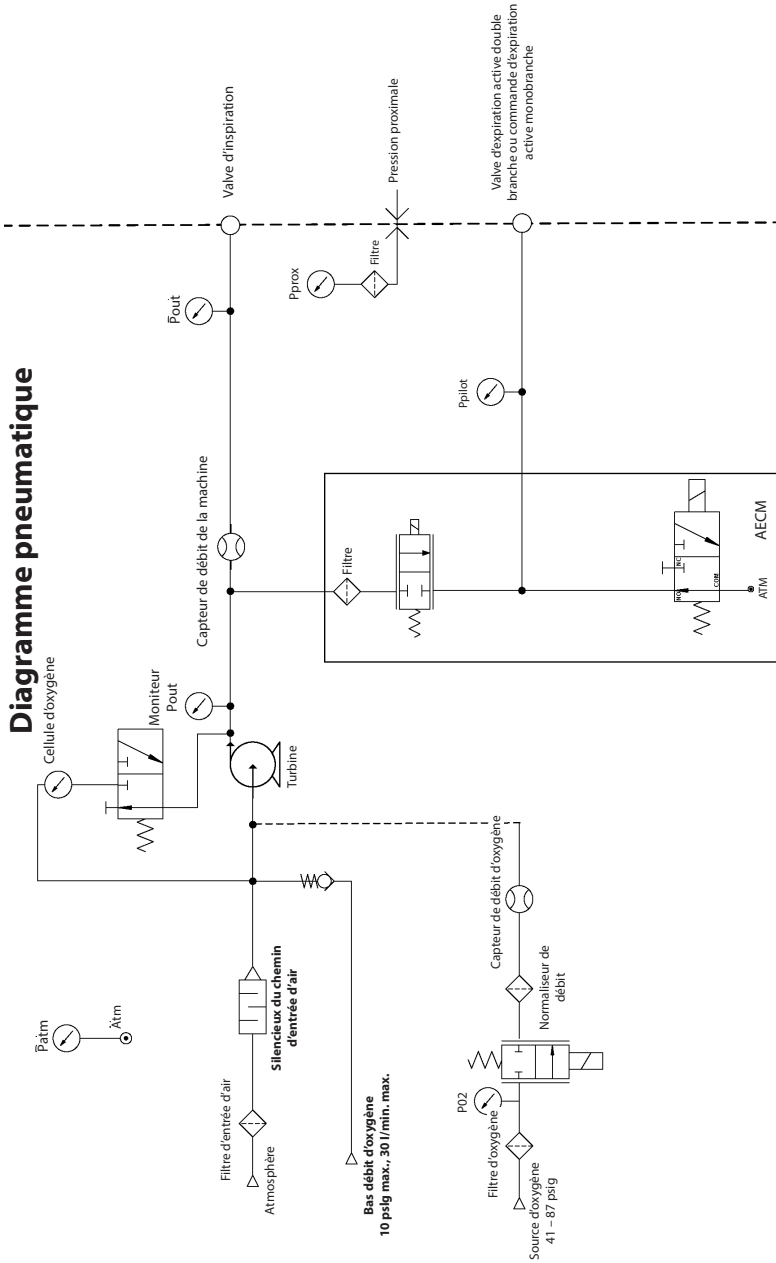 Diagramme pneumatique
Patm
Atm
Cellule d'oxygène
Moniteur
Pout
Capteur de débit de la machine
Pout
Valve d'inspiration
Filtre d'entrée d'air
Atmosphère
Silencieux du chemin
d'entrée d'air
Turbine
Bas débit d'oxygène
10 psig max., 30 l/min. max.
Filtre
Pprox
Filtre
Pression proximale
P02
Filtre d'oxygène
Source d'oxygène
41 – 87 psig
Normaliseur de
débit
Capteur de débit d'oxygène
Ppilot
Valve d'expiration active double
branche ou commande d'expiration
active monobranche
NO
NC
COM
ATM
AECM